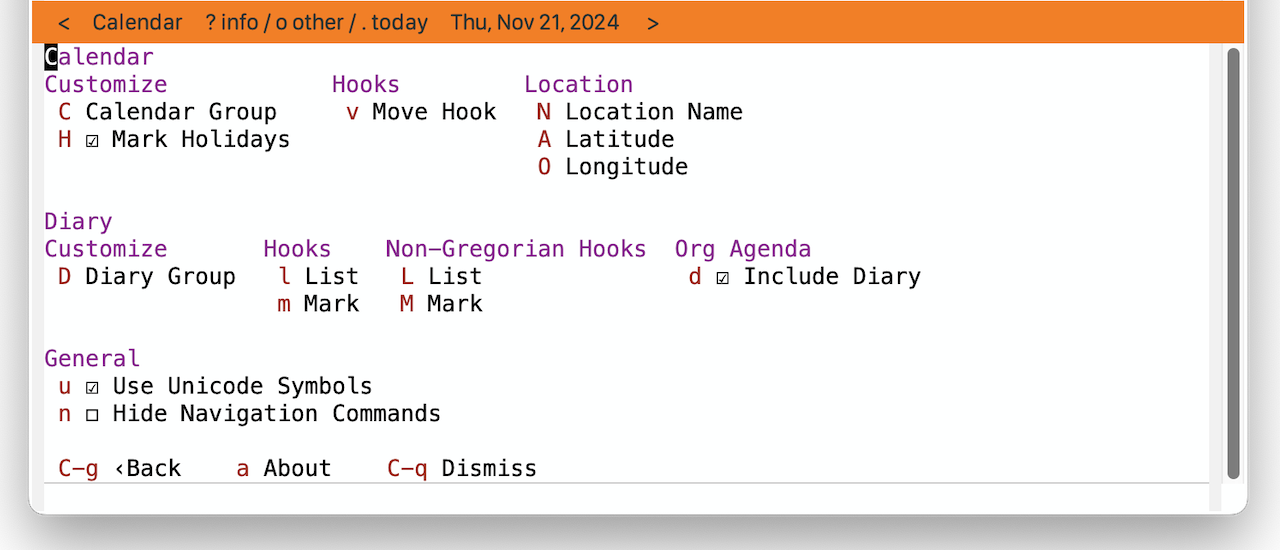 < Calendar ? info / o other / . today Thu, Nov 21, 2024 >
Calendar
Customize Hooks Location
C Calendar Group v Move Hook N Location Name
H ☑ Mark Holidays A Latitude
O Longitude
Diary
Customize Hooks Non-Gregorian Hooks Org Agenda
D Diary Group l List L List d ☑ Include Diary
m Mark M Mark
General
u ☑ Use Unicode Symbols
n ☐ Hide Navigation Commands
C-g ‹Back a About C-q Dismiss